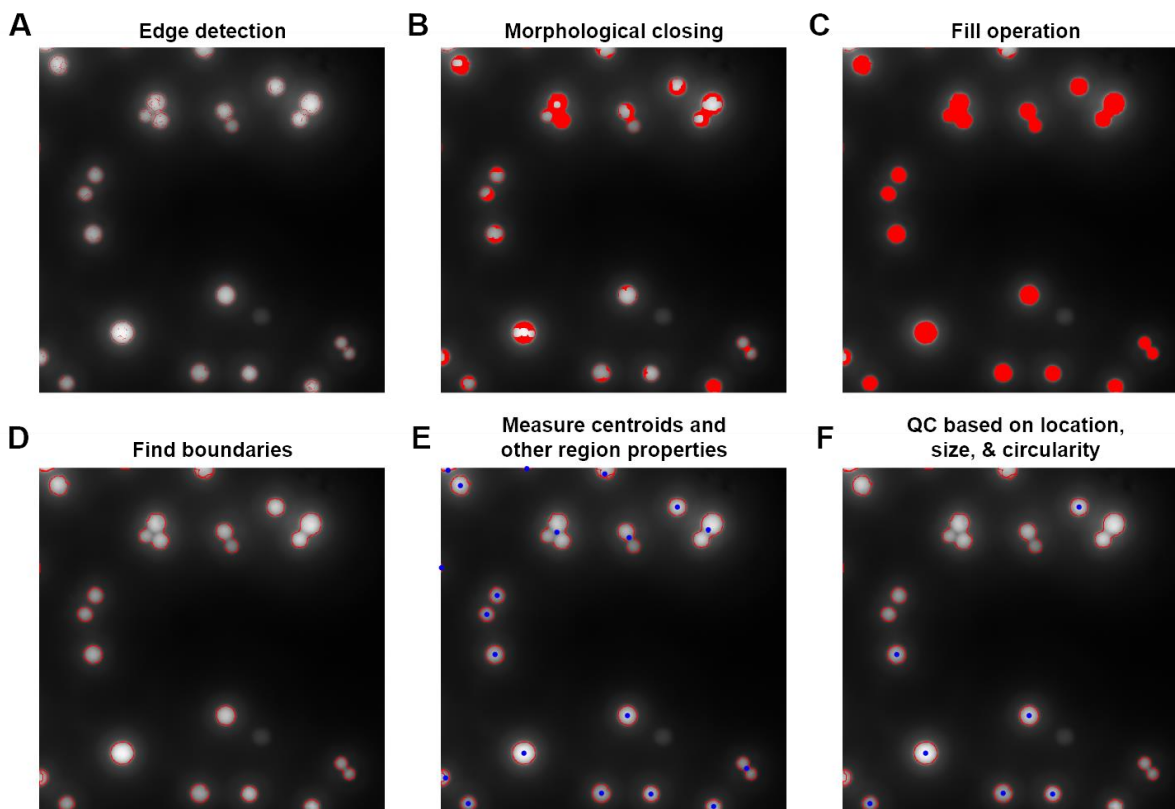 A
Edge detection
B
Morphological closing
C
Fill operation
D
Find boundaries
E
Measure centroids and
other region properties
F
QC based on location,
size, & circularity